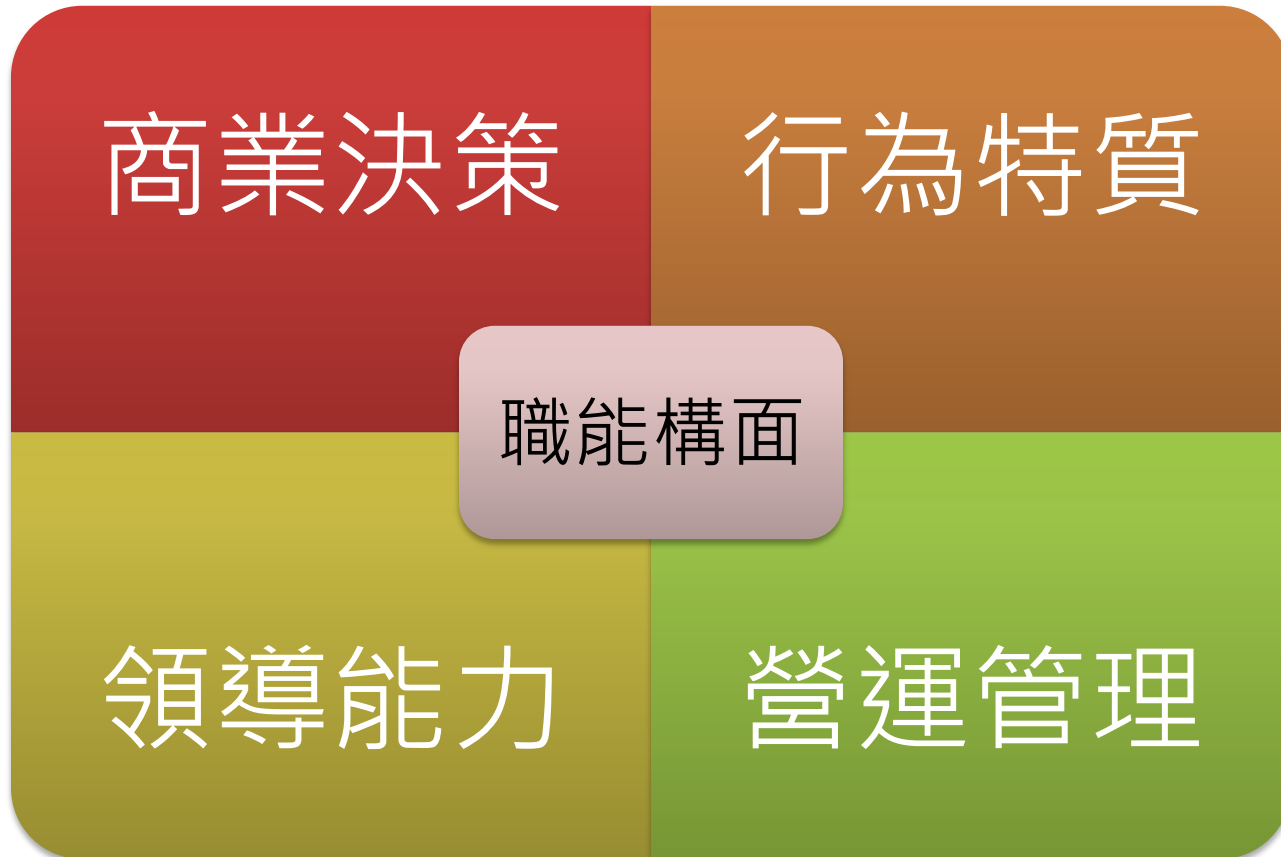 商業決策
行為特質
職能構面
領導能力
營運管理